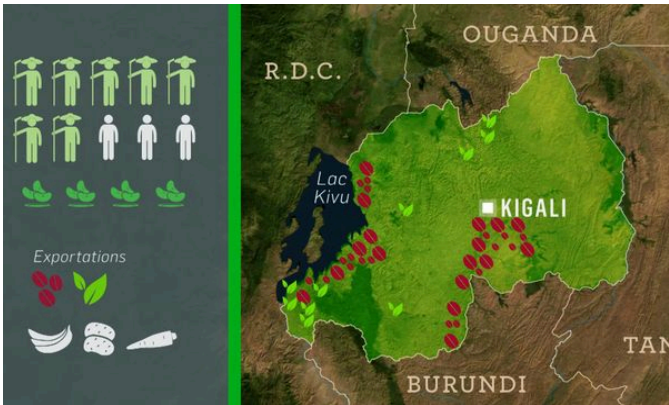 Exportations
OUGANDA
R.D.C.
Lac
Kivu
KIGALI
TAN
BURUNDI